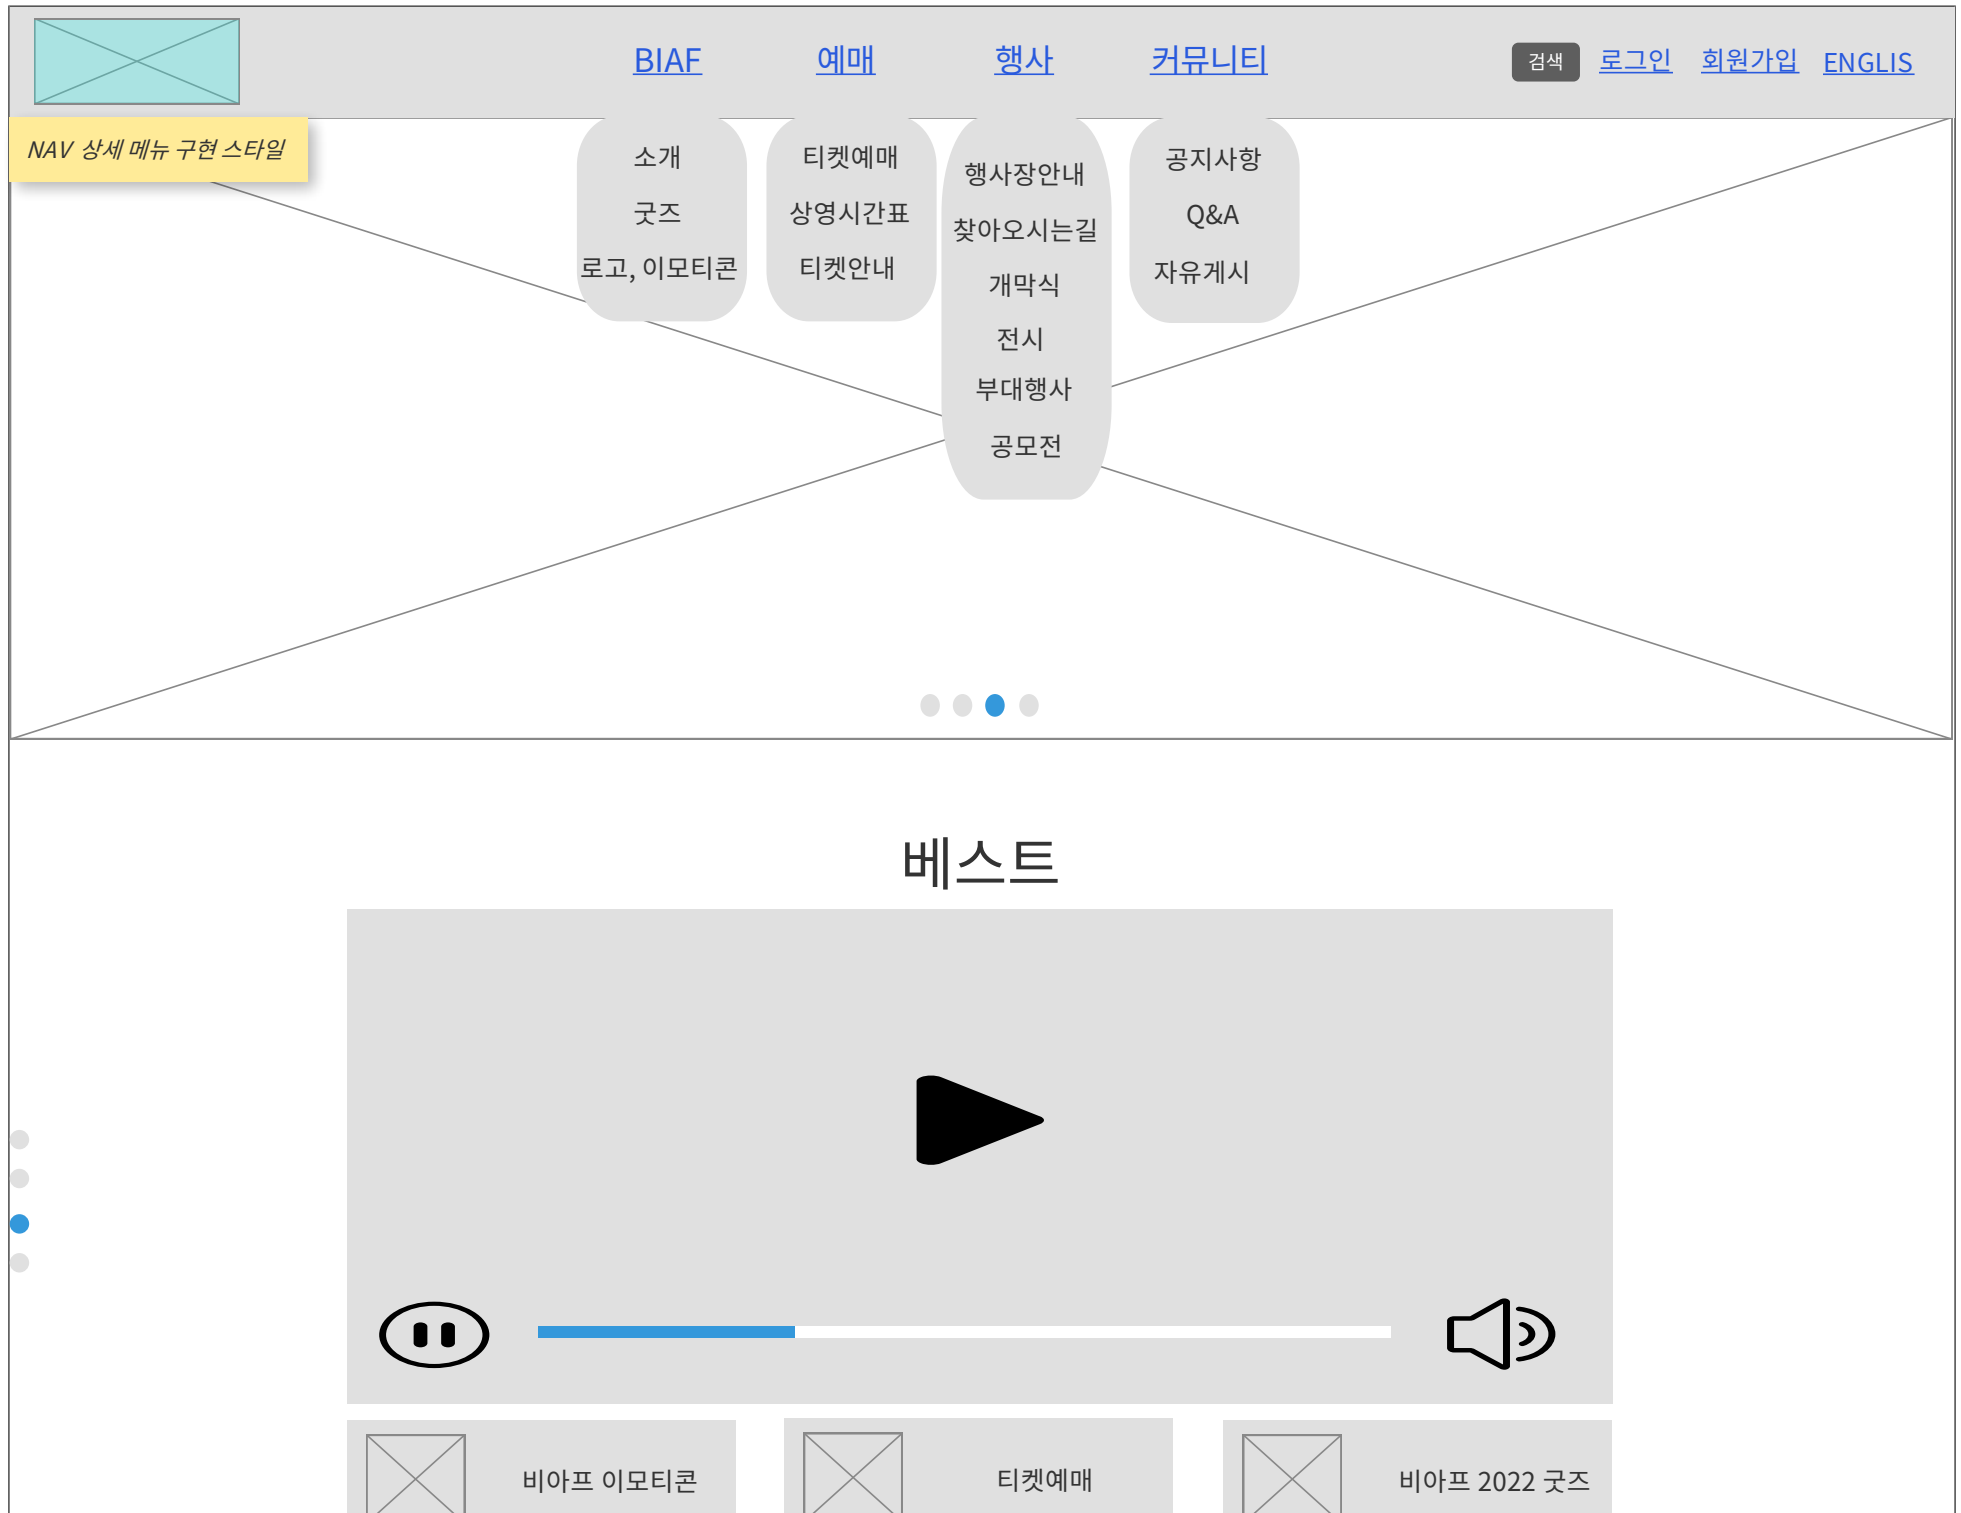 BIAF
예매
행사
커뮤니티
검색
로그인
회원가입
ENGLIS
NAV 상세 메뉴 구현 스타일
소개
굿즈
로고, 이모티콘
티켓예매
상영시간표
티켓안내
행사장안내
찾아오시는길
개막식
전시
부대행사
공모전
공지사항
Q&A
자유게시
베스트
비아프 이모티콘
티켓예매
비아프 2022 굿즈